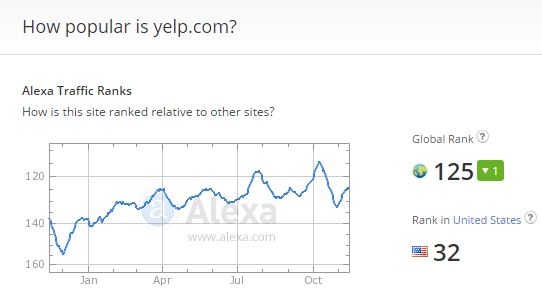 How popular is yelp.com?
Alexa Traffic Ranks
How is this site ranked relative to other sites?
120
140
160
Jan
Apr
Jul
Oct
a Alexa
www.alexa.com
Global Rank ?
125 ▼1
Rank in United States ?
32